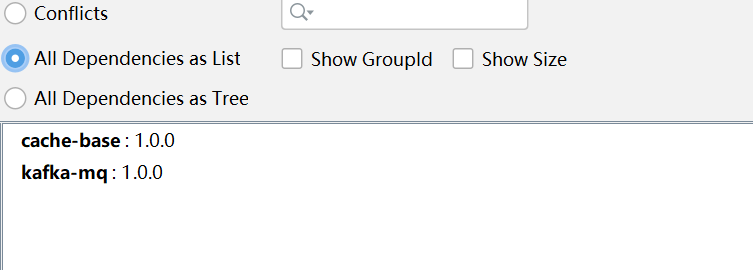 Conflicts
All Dependencies as List Show GroupId Show Size
All Dependencies as Tree
cache-base : 1.0.0
kafka-mq : 1.0.0